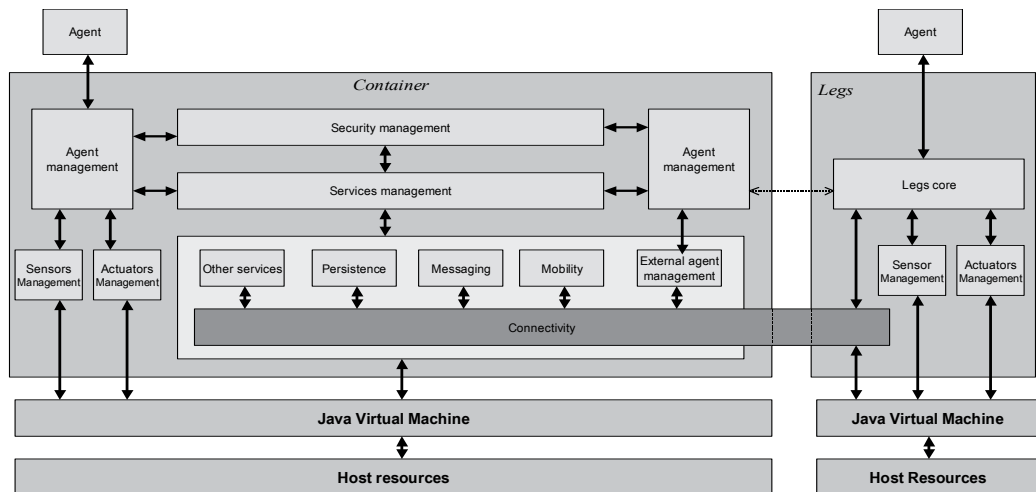 Agent
Agent
Container
Legs
Security management
Agent
management
Agent
management
Services management
Legs core
Sensors
Management
Actuators
Management
Other services
Persistence
Messaging
Mobility
External agent
management
Sensor
Management
Actuators
Management
Connectivity
Java Virtual Machine
Java Virtual Machine
Host resources
Host Resources